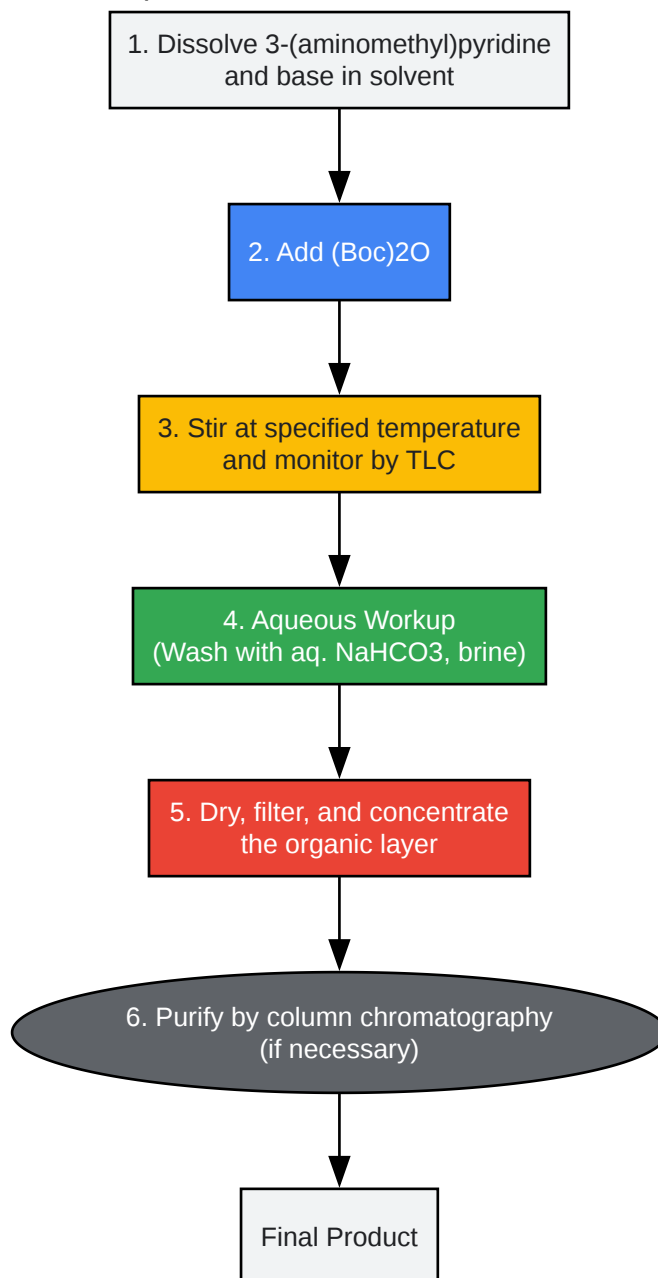 1. Dissolve 3-(aminomethyl)pyridine
and base in solvent
2. Add (Boc)2O
3. Stir at specified temperature
and monitor by TLC
4. Aqueous Workup
(Wash with aq. NaHCO3, brine)
5. Dry, filter, and concentrate
the organic layer
6. Purify by column chromatography
(if necessary)
Final Product